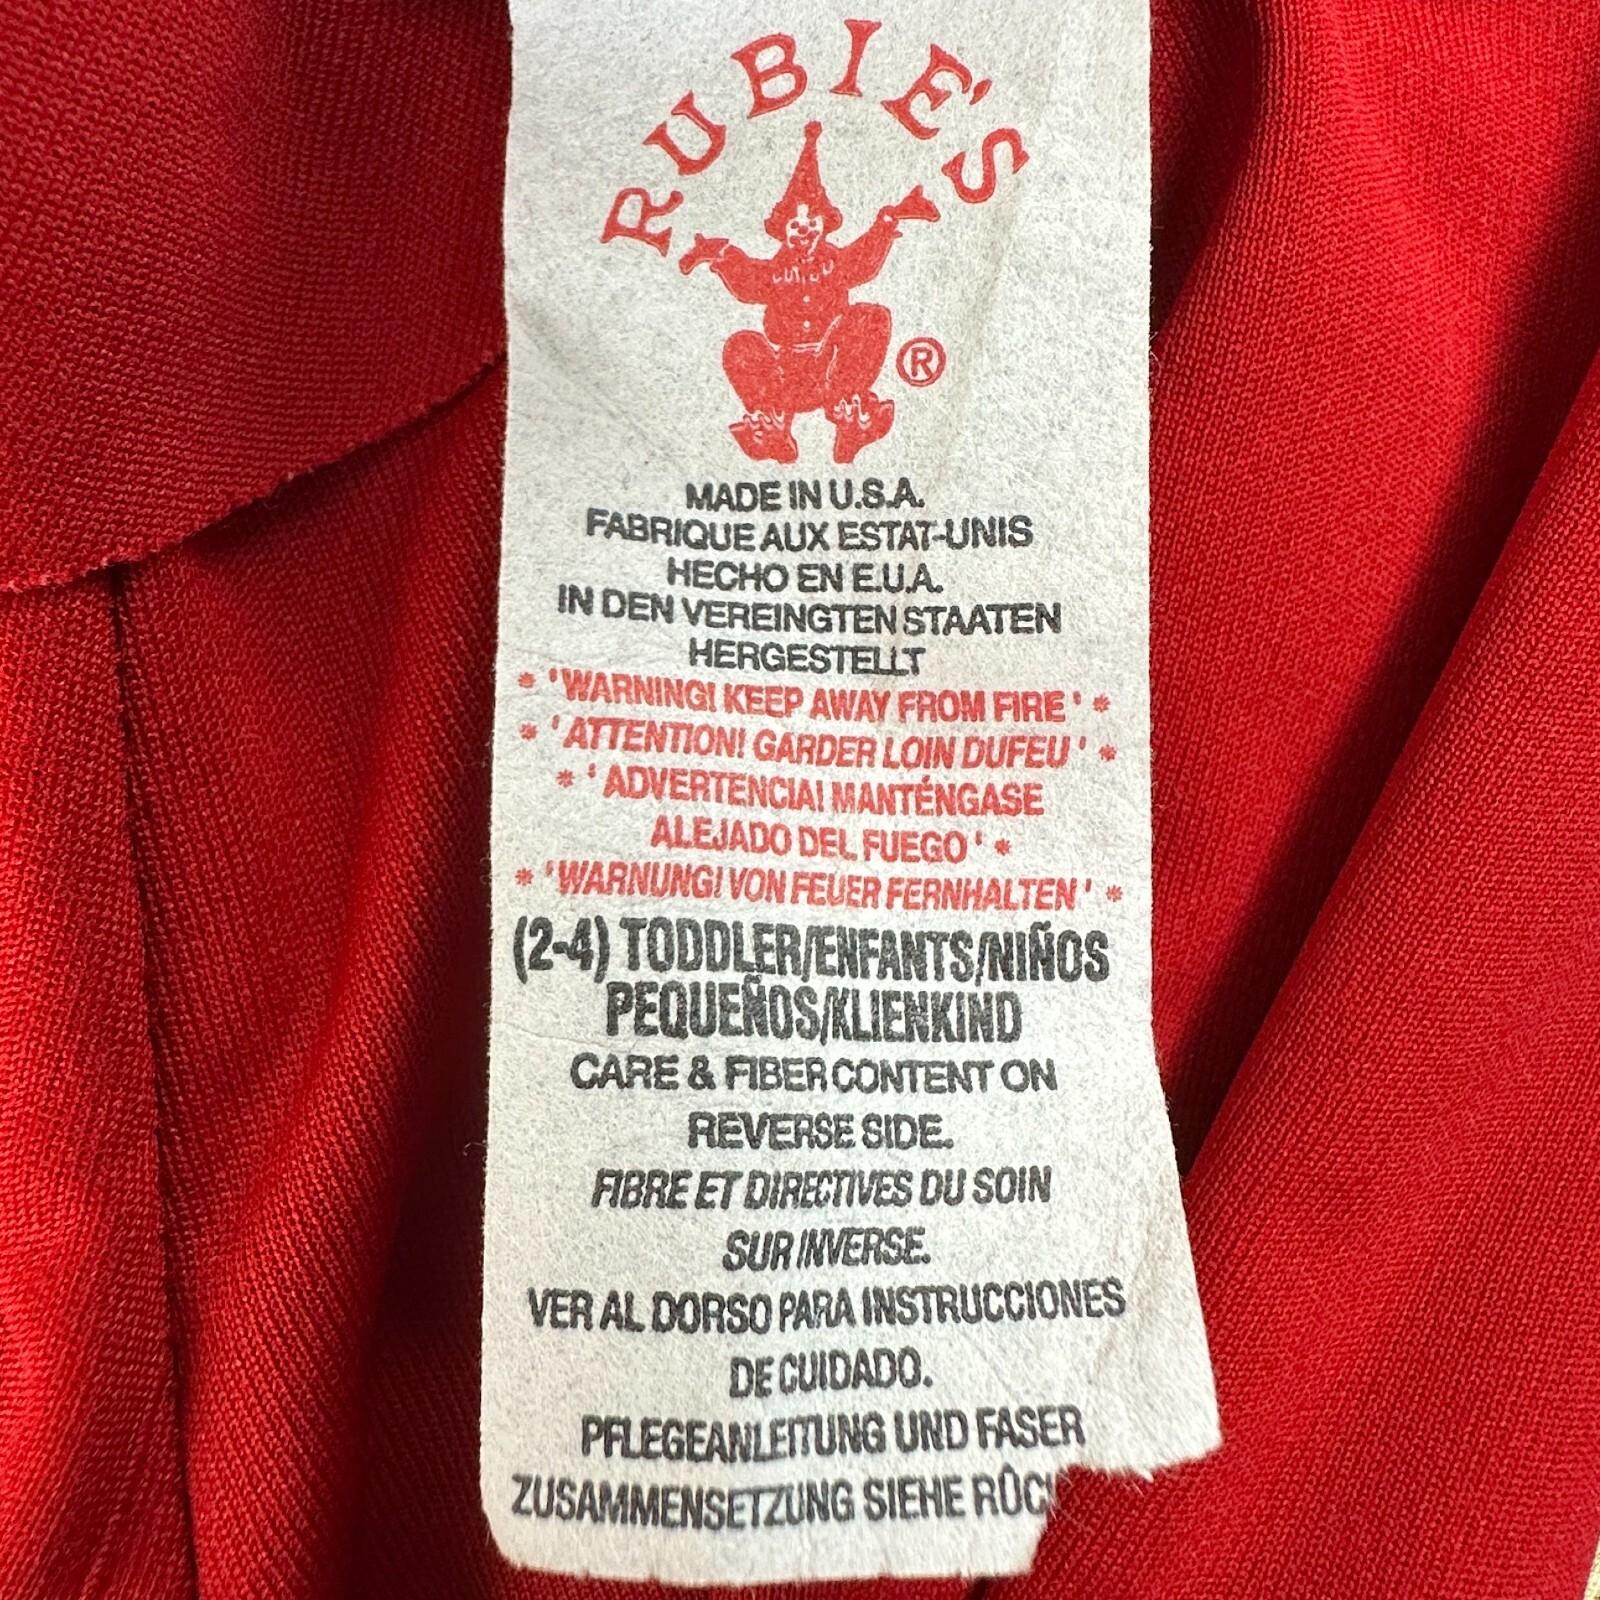 RUBIE'S
®
MADE IN U.S.A.
FABRIQUE AUX ESTAT-UNIS
HECHO EN E.U.A.
IN DEN VEREINGTEN STAATEN
HERGESTELLT
* 'WARNING! KEEP AWAY FROM FIRE' *
* 'ATTENTION! GARDER LOIN DUFEU' *
* 'ADVERTENCIA! MANTÉNGASE
ALEJADO DEL FUEGO' *
* 'WARNUNG! VON FEUER FERNHALTEN' *
(2-4) TODDLER/ENFANTS/NIÑOS
PEQUEÑOS/KLIENKIND
CARE & FIBER CONTENT ON
REVERSE SIDE.
FIBRE ET DIRECTIVES DU SOIN
SUR INVERSE.
VER AL DORSO PARA INSTRUCCIONES
DE CUIDADO.
PFLEGEANLEITUNG UND FASER
ZUSAMMENSETZUNG SIEHE